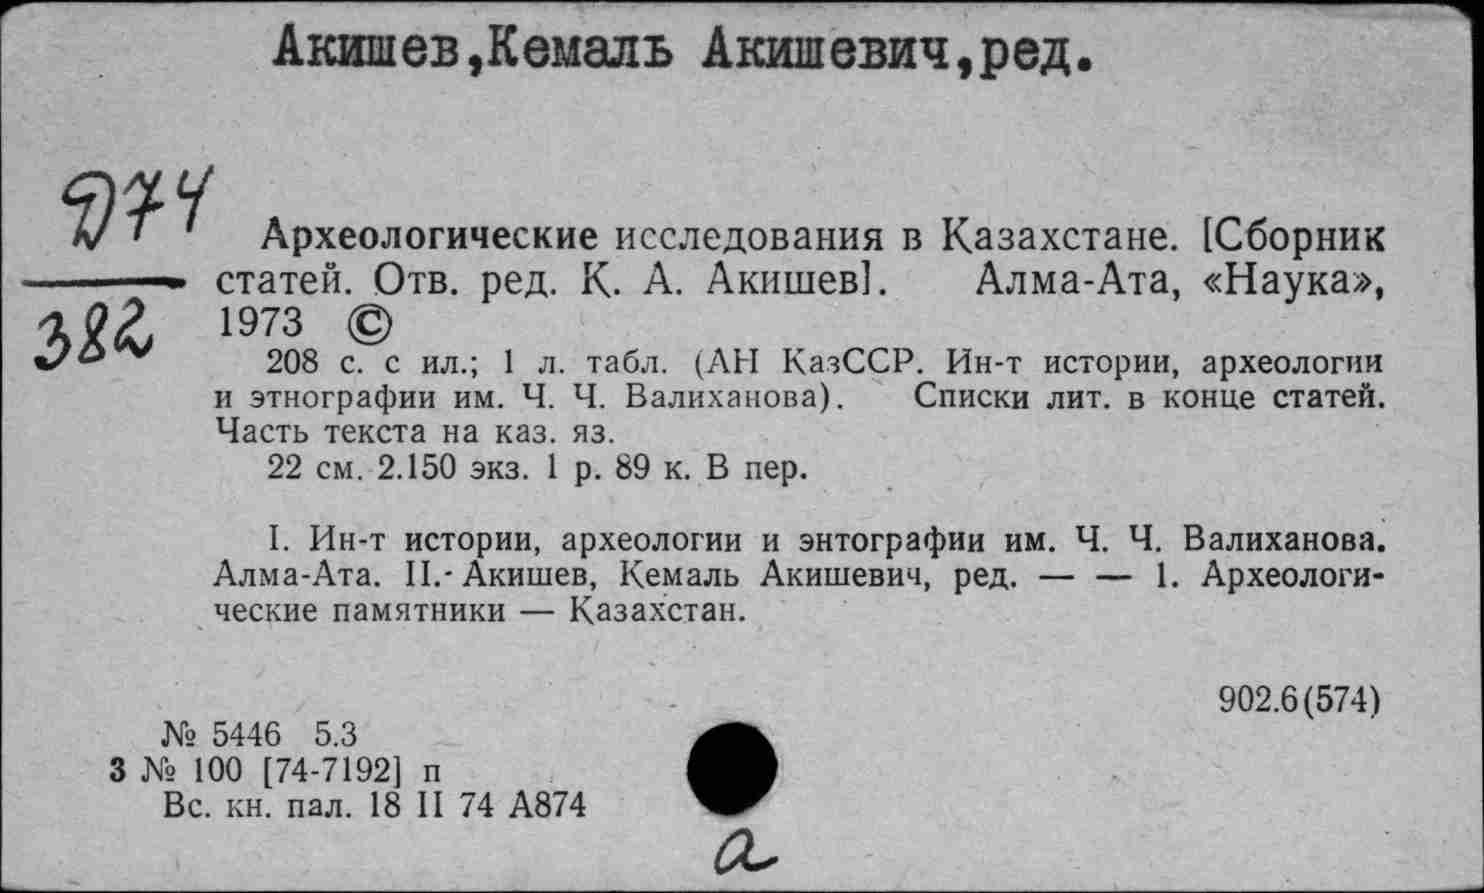 Акишев,Кемаль Акишевич,ред.
Д74
382
Археологические исследования в Казахстане. [Сборник
статей. Отв. ред. К. А. Акишев]. Алма-Ата, «Наука»,
1973 ©
208 с. с ил.; 1 л. табл. (АН КазССР. Ин-т истории, археологии
и этнографии им. Ч. Ч. Валиханова). Списки лит. в конце статей.
Часть текста на каз. яз.
22 см. 2.150 экз. 1 р. 89 к. В пер.
I. Ин-т истории, археологии и энтографии им. Ч. Ч. Валиханова.
Алма-Ата. II. Акишев, Кемаль Акишевич, ред. — — 1. Археологи-
ческие памятники — Казахстан.
902.6(574)
№ 5446 5.3
3 № 100 [74-7192] п
Вс. кн. пал. 18 II 74 А874
а